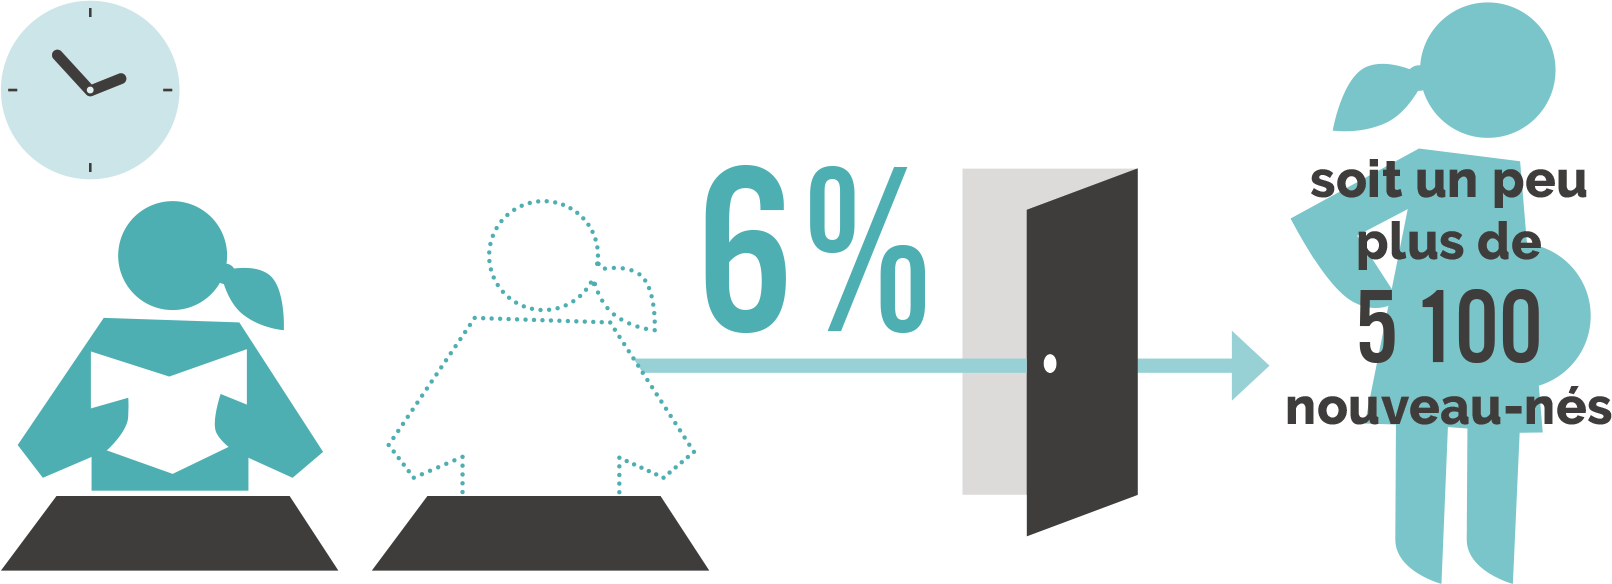 6%
soit un peu
plus de
5 100
nouveau-nés